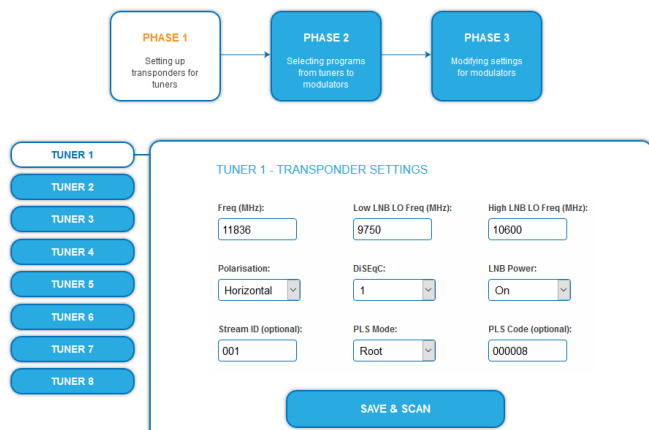 PHASE 1
Setting up
transponders for
tuners
PHASE 2
Selecting programs
from tuners to
modulators
PHASE 3
Modifying settings
for modulators
TUNER 1
TUNER 2
TUNER 3
TUNER 4
TUNER 5
TUNER 6
TUNER 7
TUNER 8
TUNER 1 - TRANSPONDER SETTINGS
Freq (MHz): Low LNB LO Freq (MHz): High LNB LO Freq (MHz):
11836 9750 10600
Polarisation: DiSEqC: LNB Power:
Horizontal 1 On
Stream ID (optional): PLS Mode: PLS Code (optional):
001 Root 000008
SAVE & SCAN